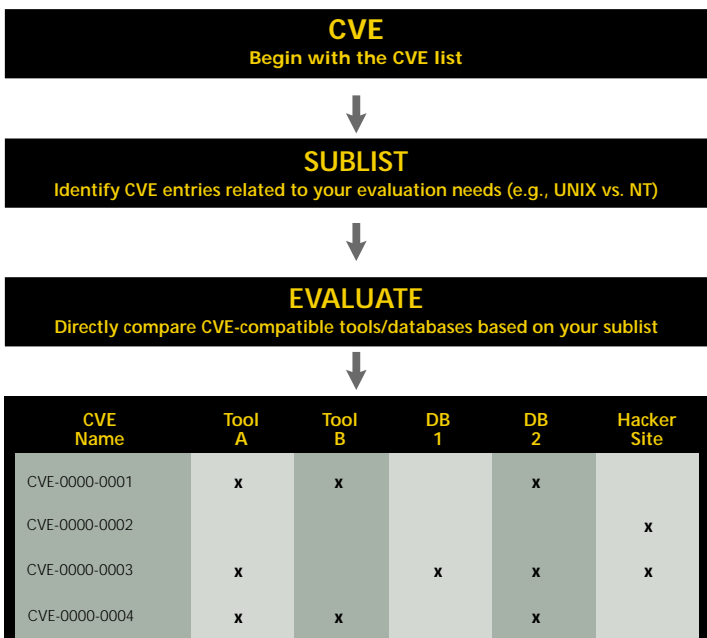 CVE
Begin with the CVE list
SUBLIST
Identify CVE entries related to your evaluation needs (e.g., UNIX vs. NT)
EVALUATE
Directly compare CVE-compatible tools/databases based on your sublist
CVE Name Tool A Tool B DB 1 DB 2 Hacker Site
CVE-0000-0001 x x x
CVE-0000-0002 x
CVE-0000-0003 x x x x
CVE-0000-0004 x x x